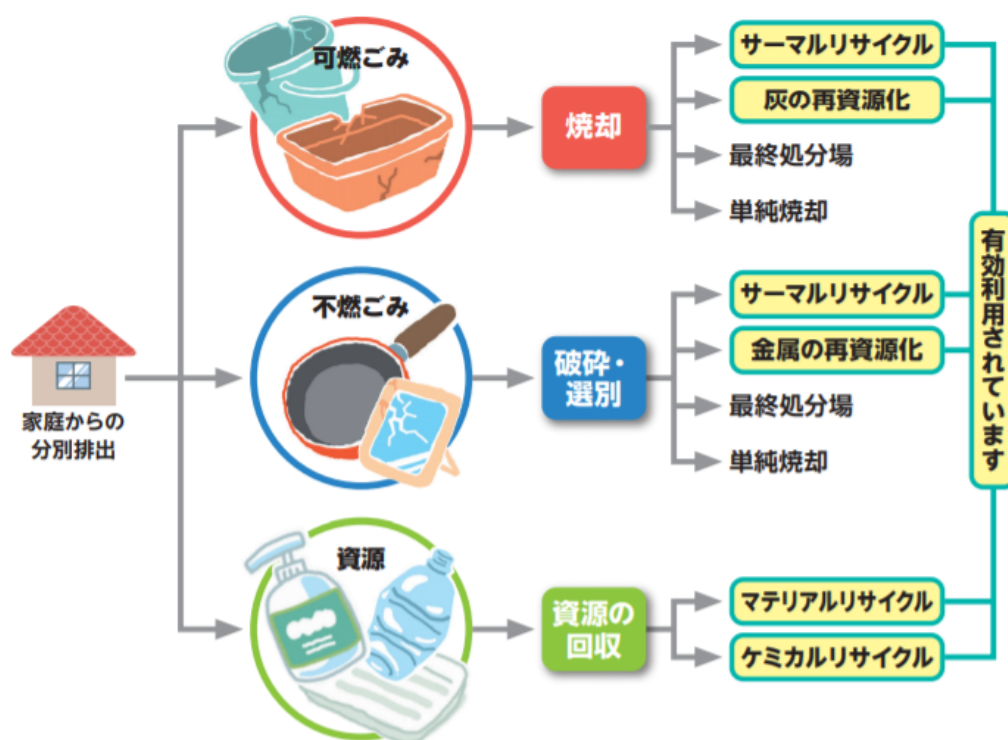 可燃ごみ
焼却
サーマルリサイクル
灰の再資源化
最終処分場
単純焼却
家庭からの
分別排出
不燃ごみ
破砕・
選別
サーマルリサイクル
金属の再資源化
最終処分場
単純焼却
資源
資源の
回収
マテリアルリサイクル
ケミカルリサイクル
有効利用されています